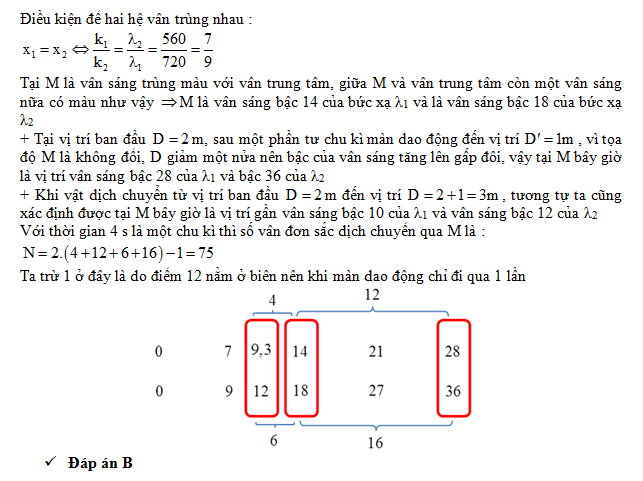 Điều kiện để hai hệ vân trùng nhau :
x₁ = x₂ ⇔ k₁/k₂ = λ₂/λ₁ = 560/720 = 7/9
Tại M là vân sáng trùng màu với vân trung tâm, giữa M và vân trung tâm còn một vân sáng
nữa có màu như vậy ⇒ M là vân sáng bậc 14 của bức xạ λ₁ và là vân sáng bậc 18 của bức xạ
λ₂
+ Tại vị trí ban đầu D = 2 m, sau một phần tư chu kì màn dao động đến vị trí D′ = 1m , vì tọa
độ M là không đổi, D giảm một nửa nên bậc của vân sáng tăng lên gấp đôi, vậy tại M bây giờ
là vị trí vân sáng bậc 28 của λ₁ và bậc 36 của λ₂
+ Khi vật dịch chuyển từ vị trí ban đầu D = 2 m đến vị trí D = 2 + 1 = 3m , tương tự ta cũng
xác định được tại M bây giờ là vị trí gần vân sáng bậc 10 của λ₁ và vân sáng bậc 12 của λ₂
Với thời gian 4 s là một chu kì thì số vân đơn sắc dịch chuyển qua M là :
N = 2.(4 + 12 + 6 + 16) − 1 = 75
Ta trừ 1 ở đây là do điểm 12 nằm ở biên nên khi màn dao động chỉ đi qua 1 lần
4 12
0 7 9,3 14 21 28
0 9 12 18 27 36
6 16
✓ Đáp án B